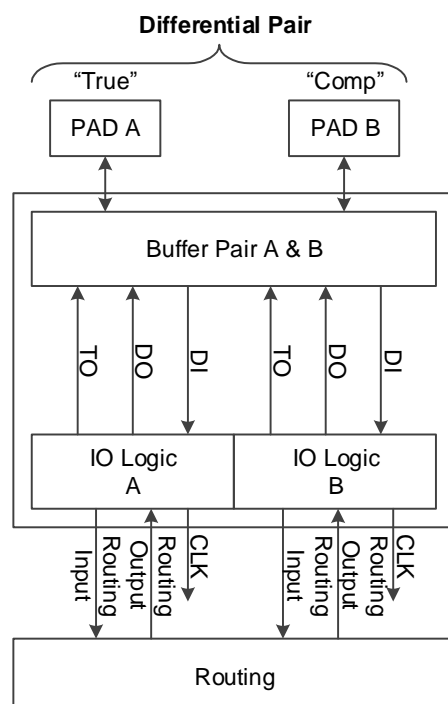 Differential Pair
“True”
“Comp”
PAD A
PAD B
Buffer Pair A & B
TO
DO
DI
TO
DO
DI
IO Logic
A
IO Logic
B
Routing
Input
Routing
Output
CLK
Routing
Input
Routing
Output
CLK
Routing